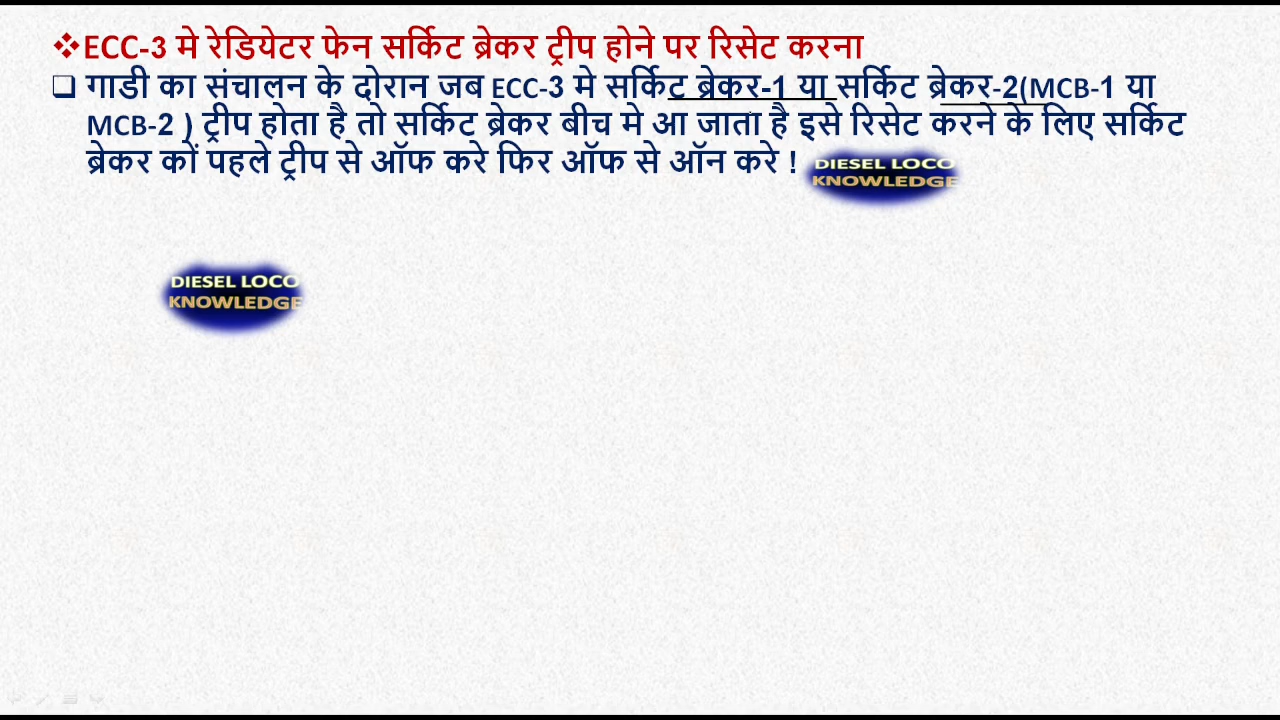 ❖ECC-3 मे रेडियेटर फेन सर्किट ब्रेकर ट्रीप होने पर रिसेट करना
❑ गाडी का संचालन के दोरान जब ECC-3 मे सर्किट ब्रेकर-1 या सर्किट ब्रेकर-2(MCB-1 या
MCB-2 ) ट्रीप होता है तो सर्किट ब्रेकर बीच मे आ जाता है इसे रिसेट करने के लिए सर्किट
ब्रेकर कों पहले ट्रीप से ऑफ करे फिर ऑफ से ऑन करे !
DIESEL LOCO
KNOWLEDGE
DIESEL LOCO
KNOWLEDGE